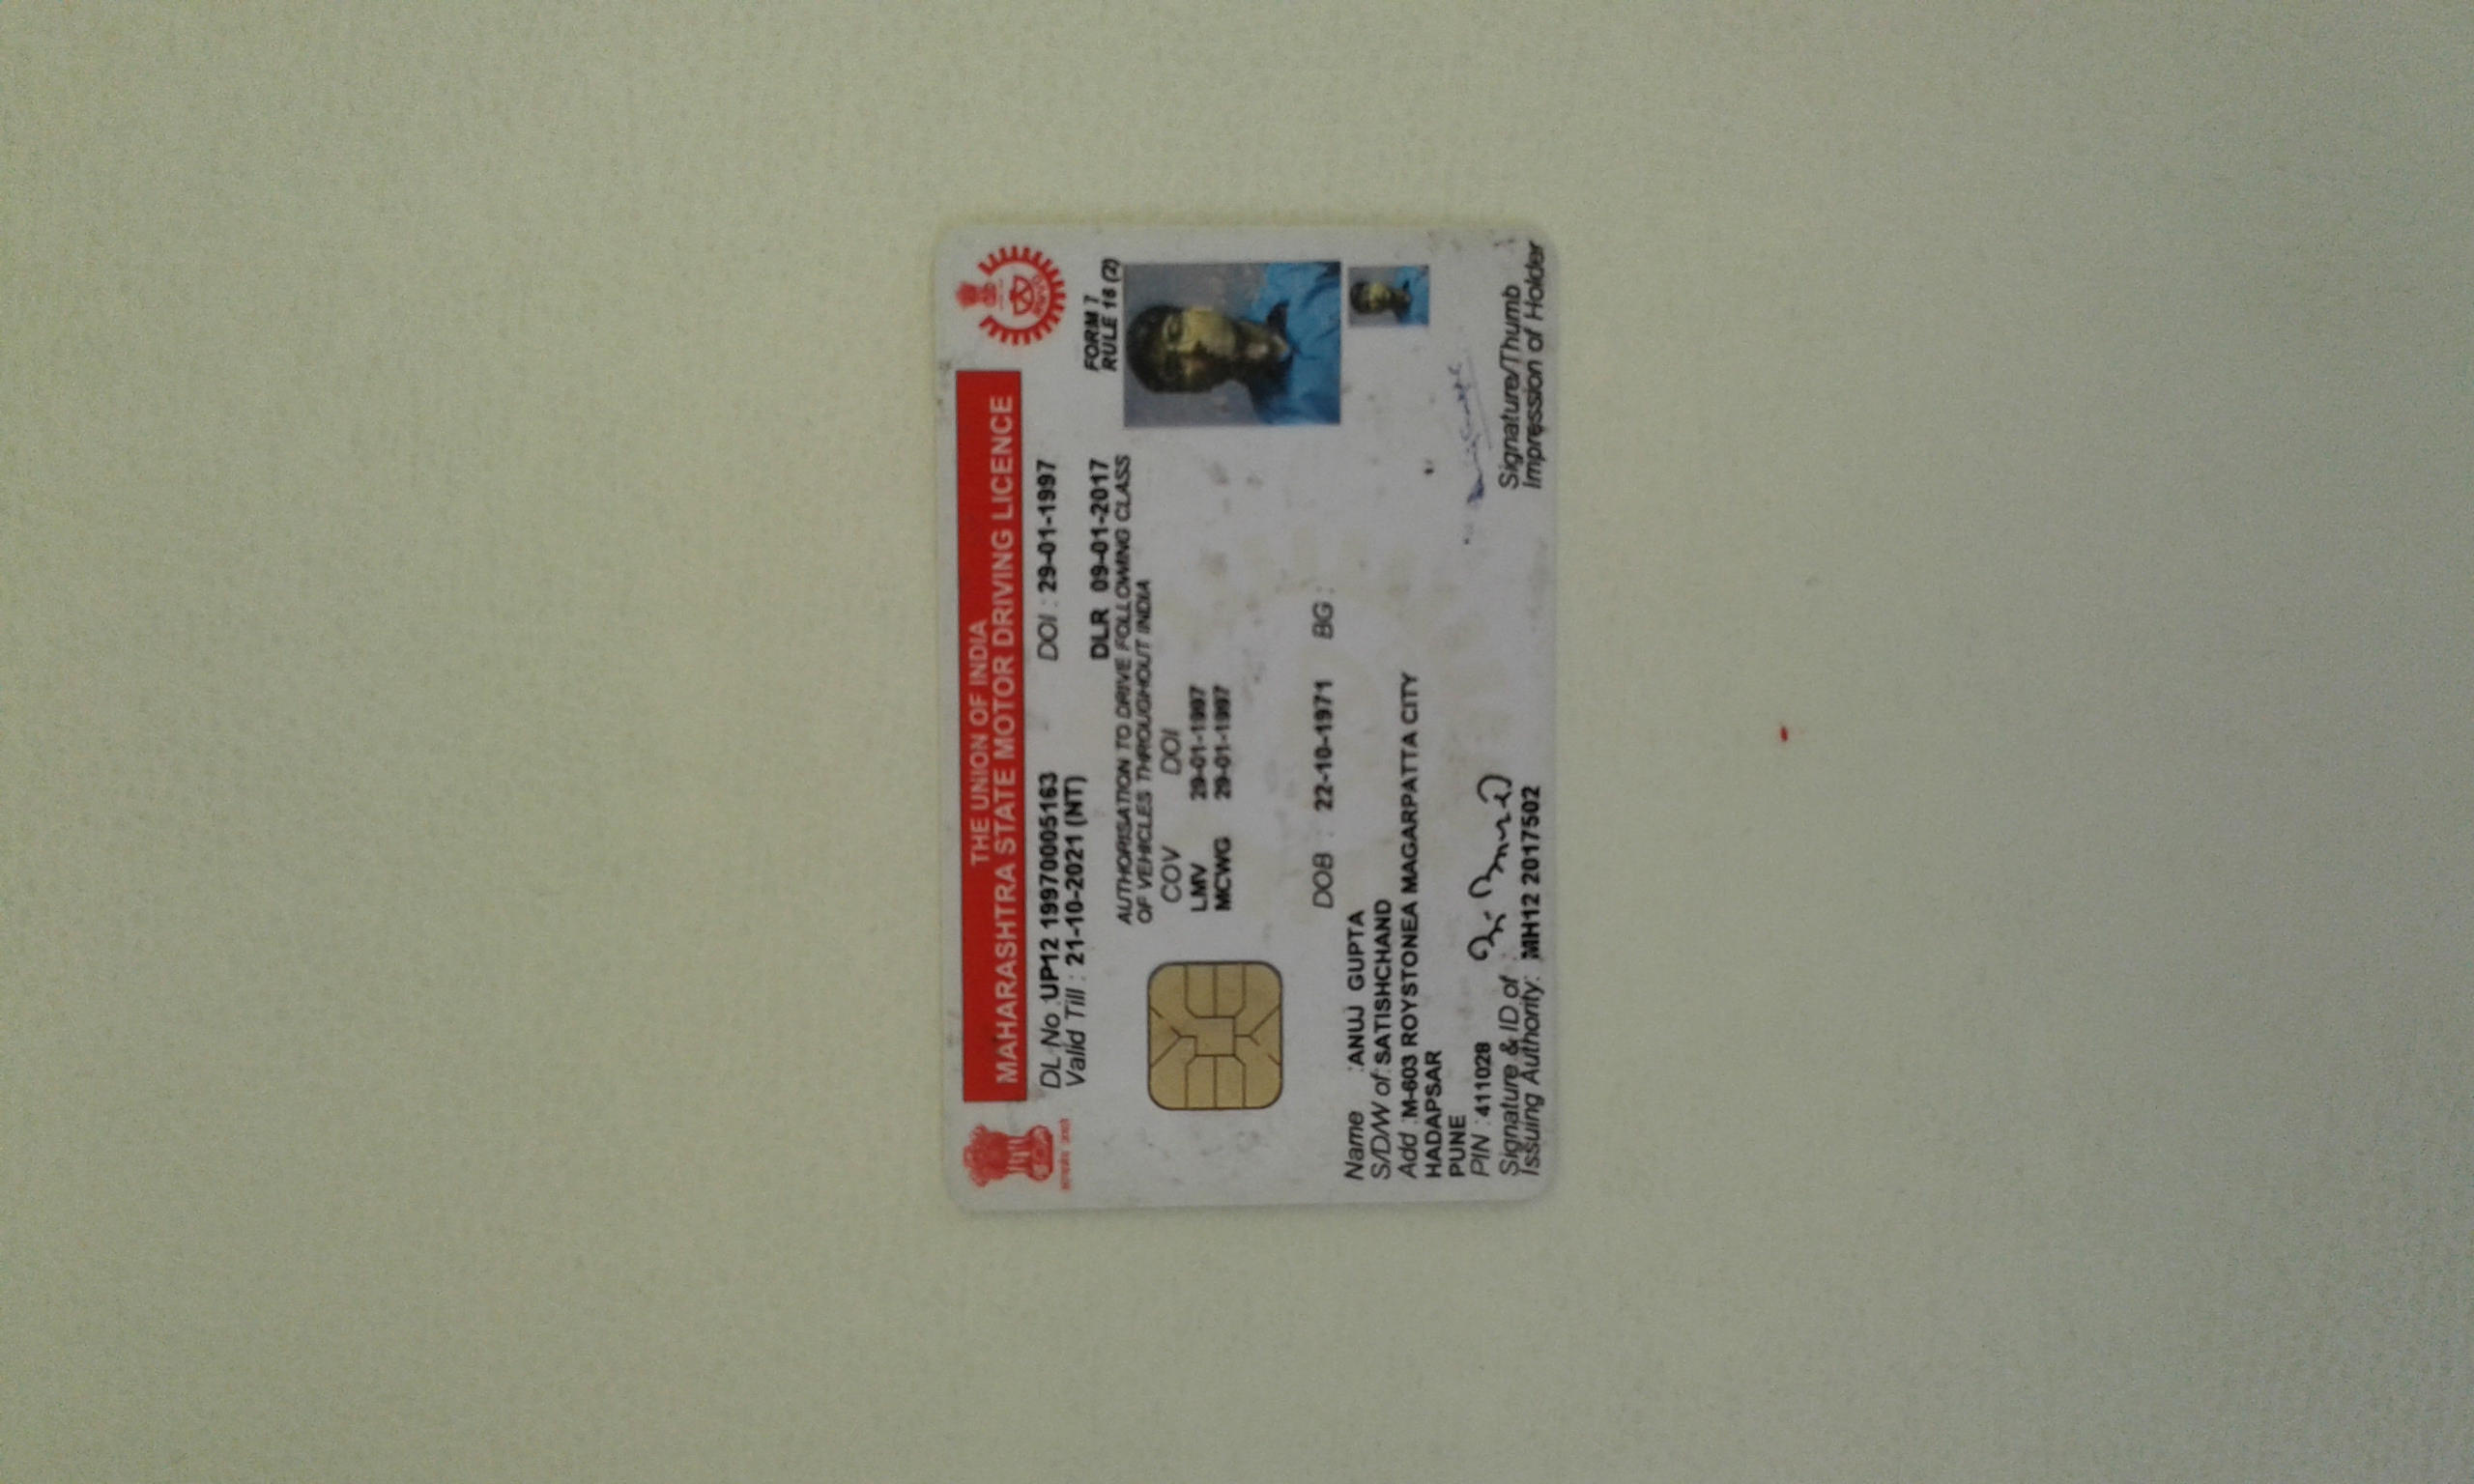 THE UNION OF INDIA
MAHARASHTRA STATE MOTOR DRIVING LICENCE
सत्यमेव जयते
DL No : UP12 19970005163 DOI : 29-01-1997
Valid Till : 21-10-2021 (NT)
DLR 09-01-2017
FORM 7
RULE 16 (2)
AUTHORISATION TO DRIVE FOLLOWING CLASS
OF VEHICLES THROUGHOUT INDIA
COV DOI
LMV 29-01-1997
MCWG 29-01-1997
DOB : 22-10-1971 BG :
Name : ANUJ GUPTA
S/D/W of : SATISHCHAND
Add : M-603 ROYSTONEA MAGARPATTA CITY
HADAPSAR
PUNE
PIN : 411028
Signature & ID of
Issuing Authority: MH12 2017502
Signature/Thumb
Impression of Holder